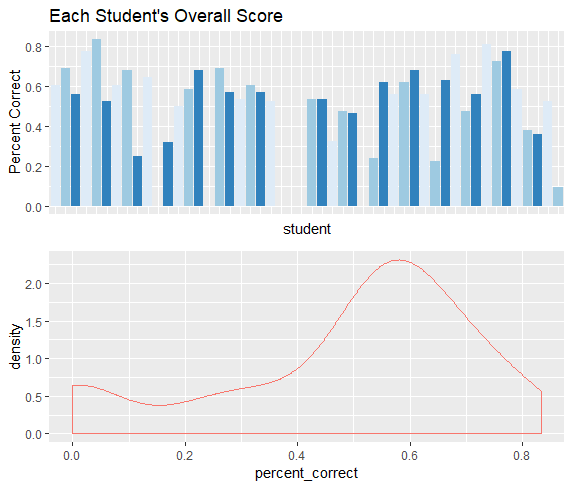 Each Student's Overall Score
Percent Correct
0.8
0.6
0.4
0.2
0.0
student
density
2.0
1.5
1.0
0.5
0.0
0.0 0.2 0.4 0.6 0.8
percent_correct